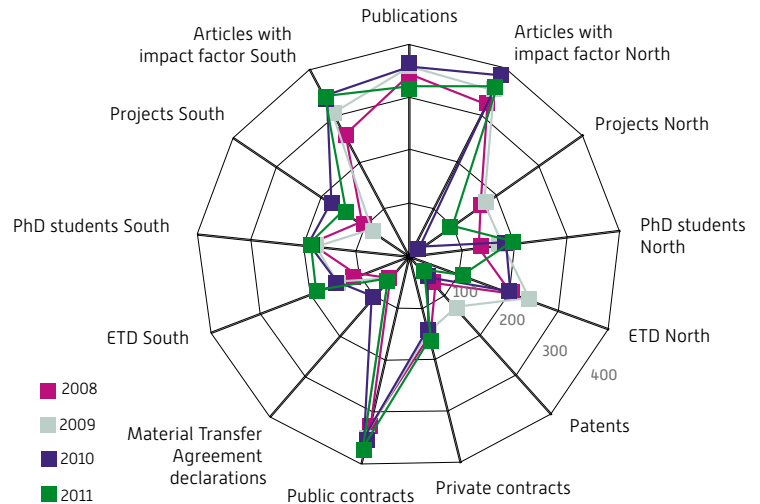 Publications
Articles with
impact factor North
Projects North
PhD students
North
ETD North
Patents
Private contracts
Public contracts
Material Transfer
Agreement
declarations
ETD South
PhD students South
Projects South
Articles with
impact factor South
100
200
300
400
2008
2009
2010
2011